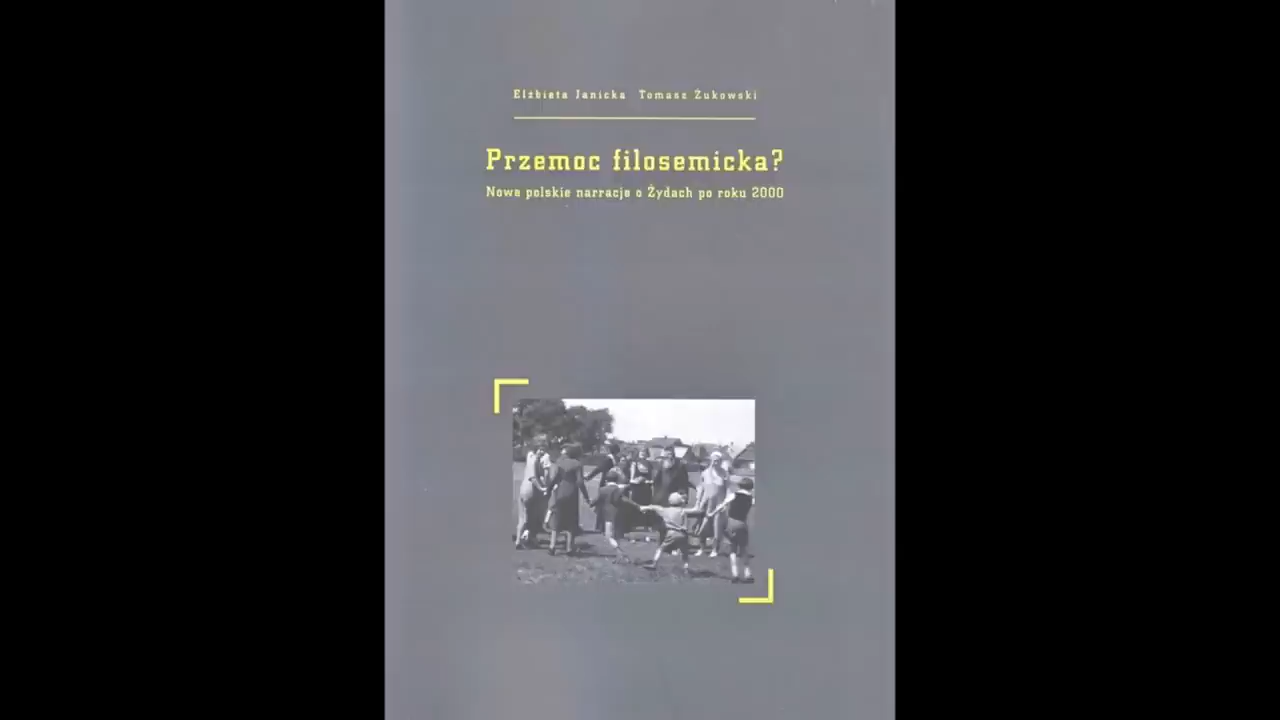 Elżbieta Janicka Tomasz Żukowski
Przemoc filosemicka?
Nowe polskie narracje o Żydach po roku 2000